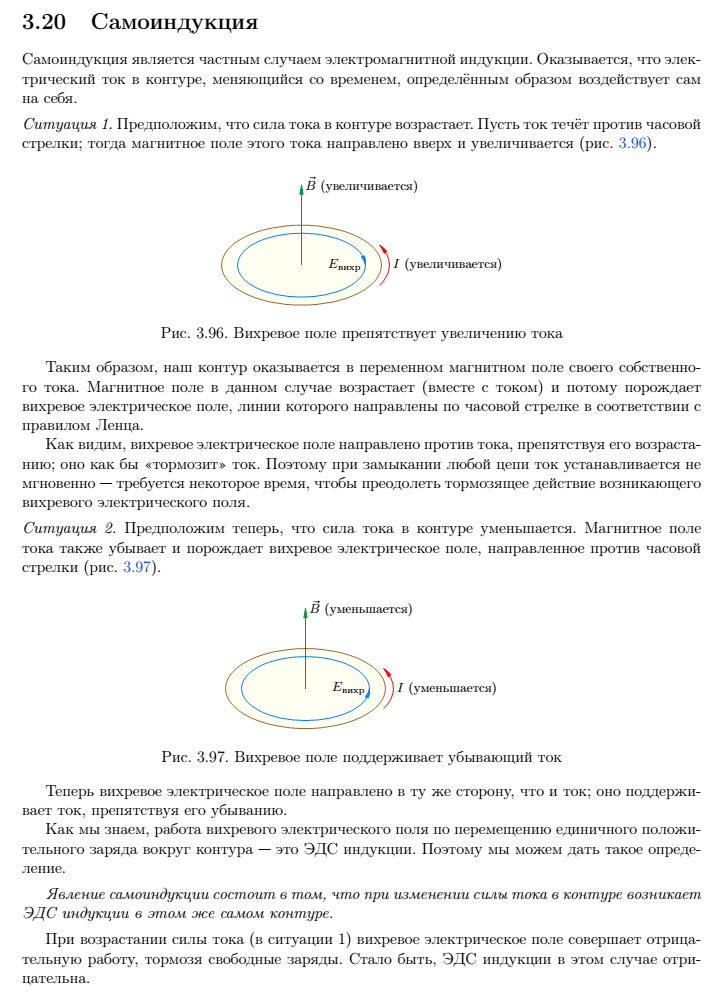 3.20 Самоиндукция
Самоиндукция является частным случаем электромагнитной индукции. Оказывается, что элек-
трический ток в контуре, меняющийся со временем, определённым образом воздействует сам
на себя.
Ситуация 1. Предположим, что сила тока в контуре возрастает. Пусть ток течёт против часовой
стрелки; тогда магнитное поле этого тока направлено вверх и увеличивается (рис. 3.96).
B⃗ (увеличивается)
Eвихр
I (увеличивается)
Рис. 3.96. Вихревое поле препятствует увеличению тока
Таким образом, наш контур оказывается в переменном магнитном поле своего собственно-
го тока. Магнитное поле в данном случае возрастает (вместе с током) и потому порождает
вихревое электрическое поле, линии которого направлены по часовой стрелке в соответствии с
правилом Ленца.
Как видим, вихревое электрическое поле направлено против тока, препятствуя его возраста-
нию; оно как бы «тормозит» ток. Поэтому при замыкании любой цепи ток устанавливается не
мгновенно — требуется некоторое время, чтобы преодолеть тормозящее действие возникающего
вихревого электрического поля.
Ситуация 2. Предположим теперь, что сила тока в контуре уменьшается. Магнитное поле
тока также убывает и порождает вихревое электрическое поле, направленное против часовой
стрелки (рис. 3.97).
B⃗ (уменьшается)
Eвихр
I (уменьшается)
Рис. 3.97. Вихревое поле поддерживает убывающий ток
Теперь вихревое электрическое поле направлено в ту же сторону, что и ток; оно поддержи-
вает ток, препятствуя его убыванию.
Как мы знаем, работа вихревого электрического поля по перемещению единичного положи-
тельного заряда вокруг контура — это ЭДС индукции. Поэтому мы можем дать такое опреде-
ление.
Явление самоиндукции состоит в том, что при изменении силы тока в контуре возникает
ЭДС индукции в этом же самом контуре.
При возрастании силы тока (в ситуации 1) вихревое электрическое поле совершает отрица-
тельную работу, тормозя свободные заряды. Стало быть, ЭДС индукции в этом случае отри-
цательна.